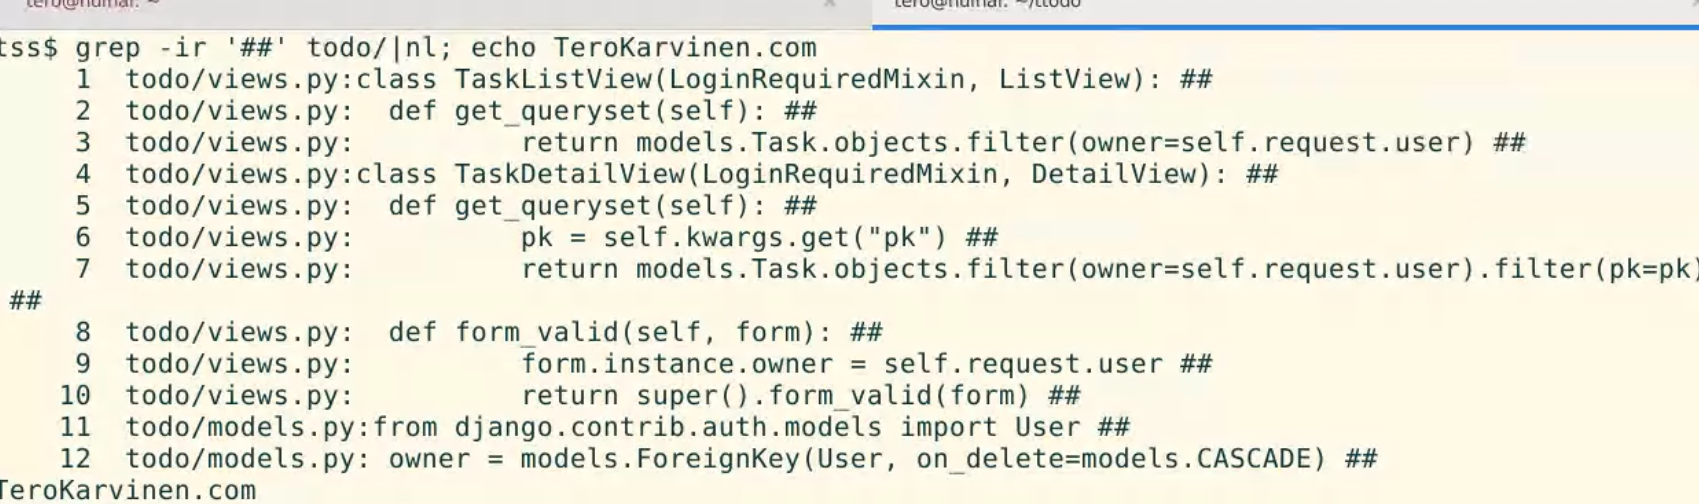 tero@humar: ~ × tero@humar: ~/ttodo
tss$ grep -ir '##' todo/|nl; echo TeroKarvinen.com
1 todo/views.py:class TaskListView(LoginRequiredMixin, ListView): ##
2 todo/views.py: def get_queryset(self): ##
3 todo/views.py: return models.Task.objects.filter(owner=self.request.user) ##
4 todo/views.py:class TaskDetailView(LoginRequiredMixin, DetailView): ##
5 todo/views.py: def get_queryset(self): ##
6 todo/views.py: pk = self.kwargs.get("pk") ##
7 todo/views.py: return models.Task.objects.filter(owner=self.request.user).filter(pk=pk)
##
8 todo/views.py: def form_valid(self, form): ##
9 todo/views.py: form.instance.owner = self.request.user ##
10 todo/views.py: return super().form_valid(form) ##
11 todo/models.py:from django.contrib.auth.models import User ##
12 todo/models.py: owner = models.ForeignKey(User, on_delete=models.CASCADE) ##
TeroKarvinen.com